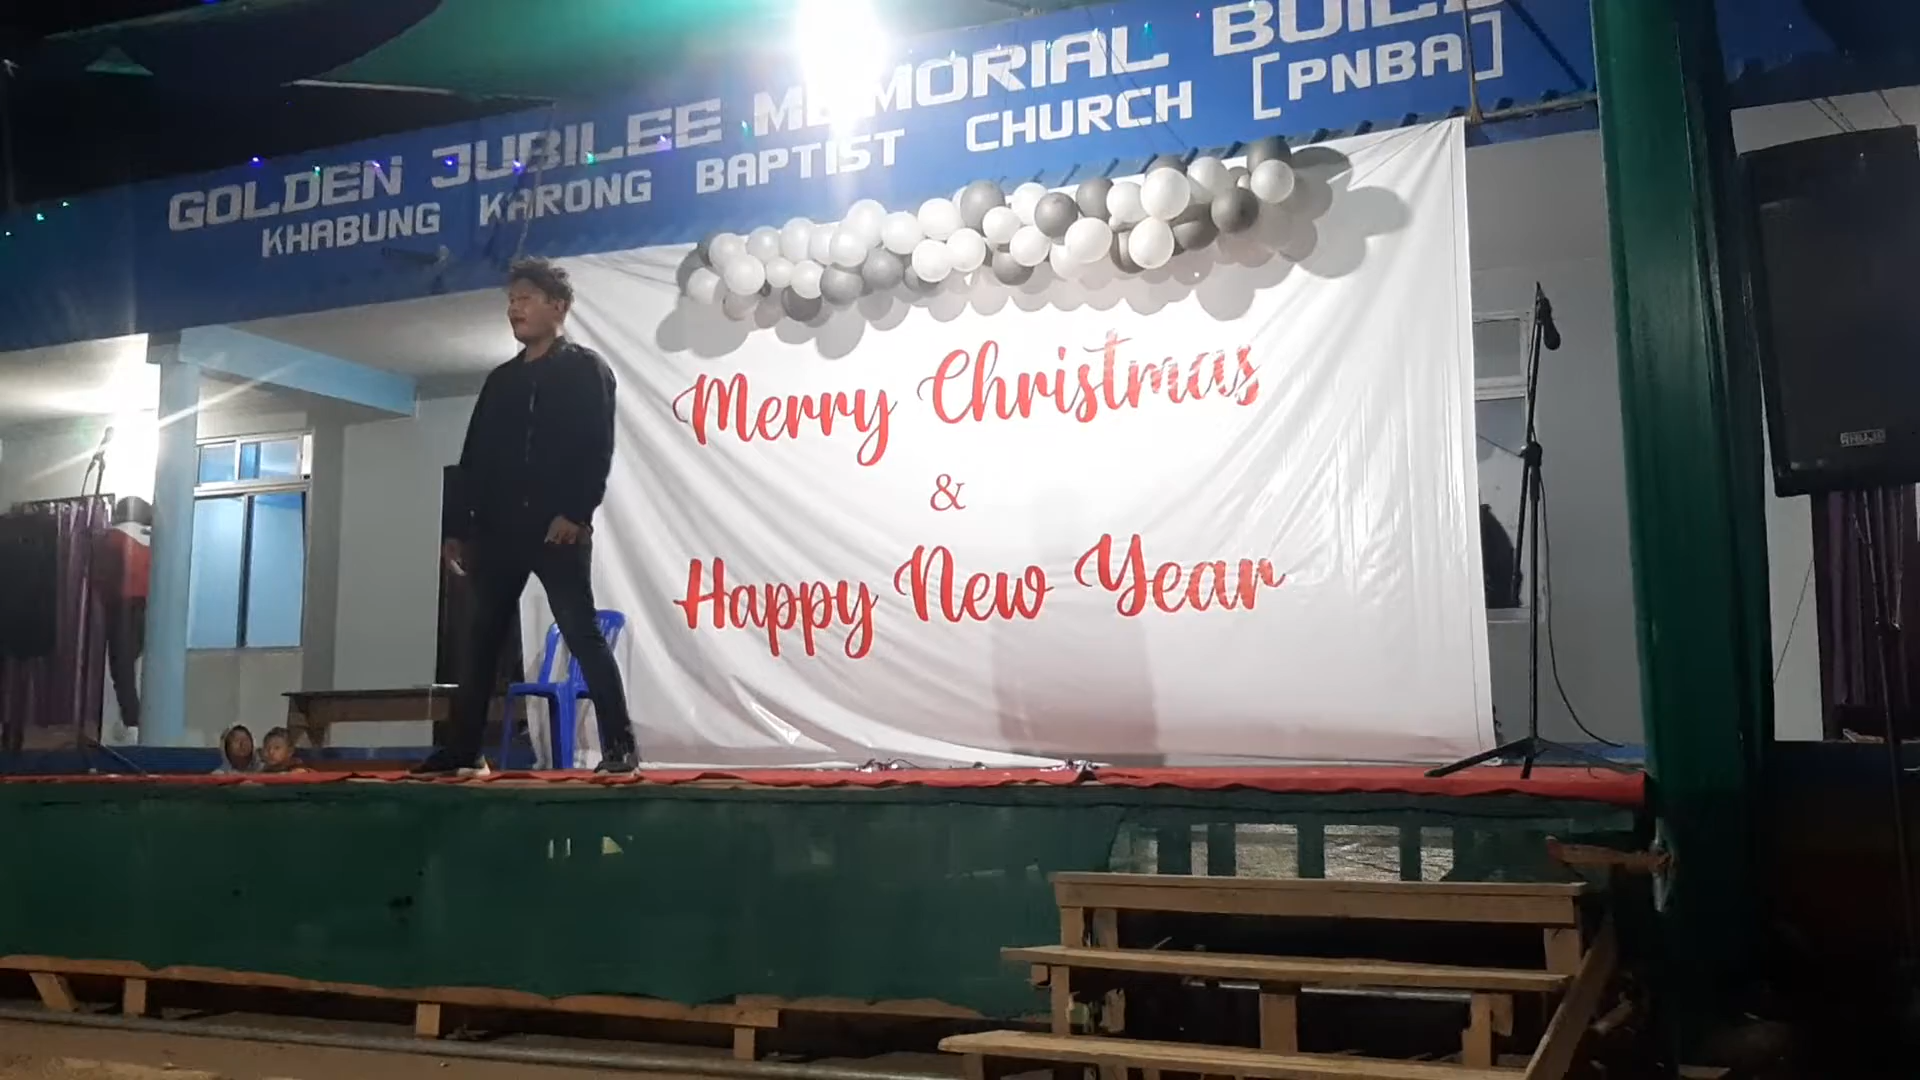 GOLDEN JUBILEE MEMORIAL
KHABUNG KARONG BAPTIST CHURCH [PNBA]
Merry Christmas
&
Happy New Year